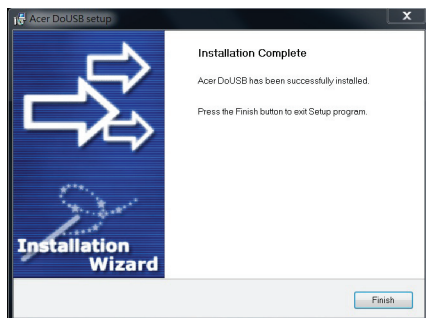 Acer DoUSB setup
X
Installation Complete
Acer DoUSB has been successfully installed.
Press the Finish button to exit Setup program.
Installation
Wizard
Finish